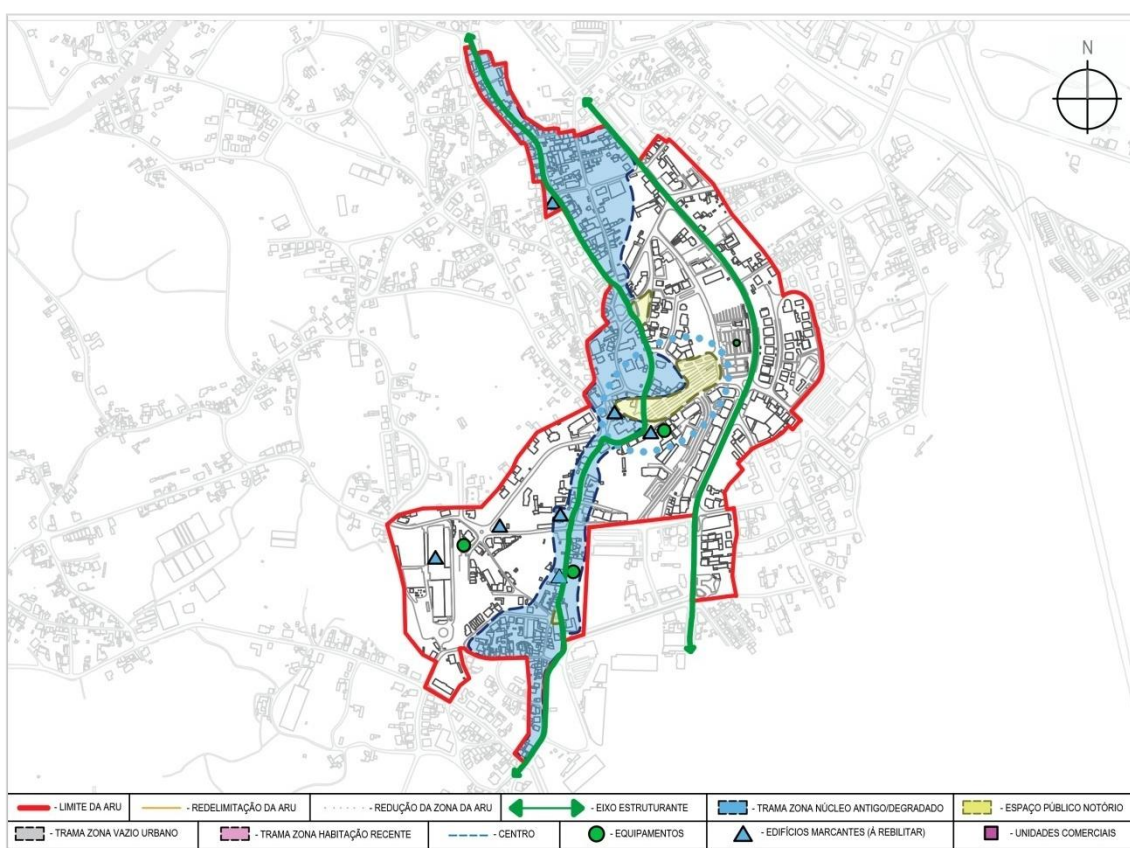 N
- LIMITE DA ARU - REDELIMITAÇÃO DA ARU - REDUÇÃO DA ZONA DA ARU - EIXO ESTRUTURANTE - TRAMA ZONA NÚCLEO ANTIGO/DEGRADADO - ESPAÇO PÚBLICO NOTÓRIO
- TRAMA ZONA VAZIO URBANO - TRAMA ZONA HABITAÇÃO RECENTE - CENTRO - EQUIPAMENTOS - EDIFÍCIOS MARCANTES (Á REBILITAR) - UNIDADES COMERCIAIS